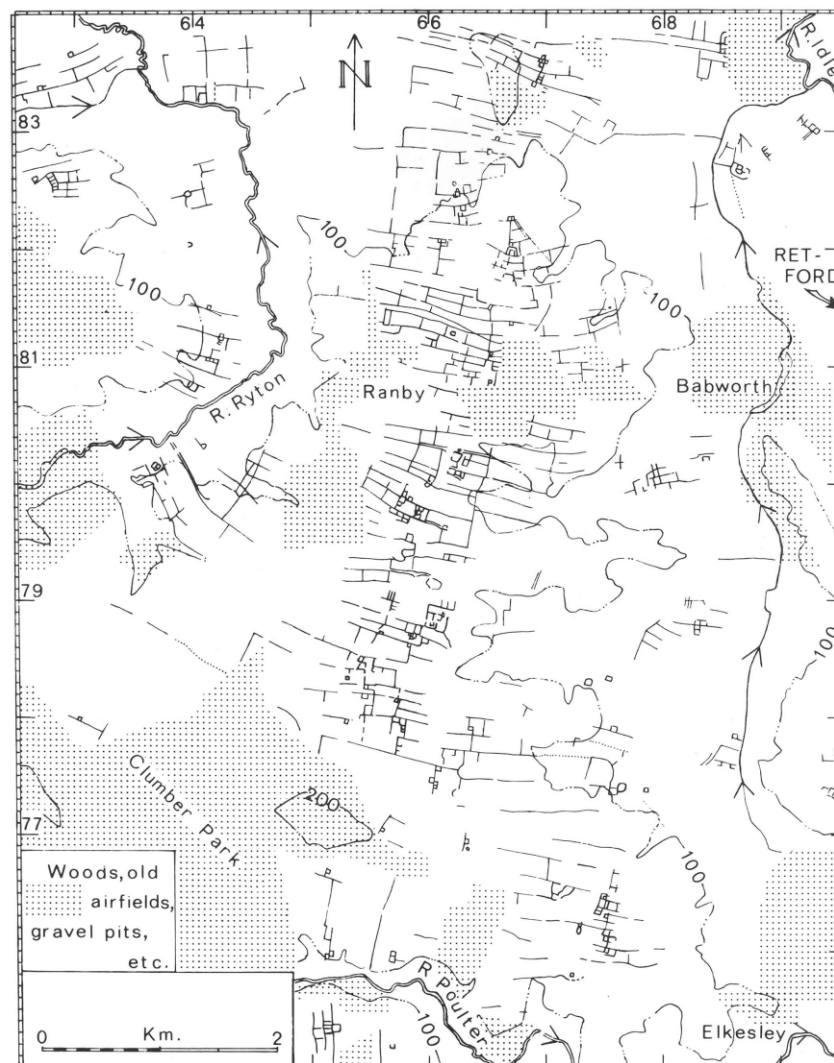 64
66
68
N
R. Idle
83
100
100
RET-
FORD
100
81
R. Ryton
Ranby
Babworth
79
100
Clumber Park
200
77
100
Woods, old
airfields,
gravel pits,
etc.
R Poulter
100
Elkesley
0 Km. 2